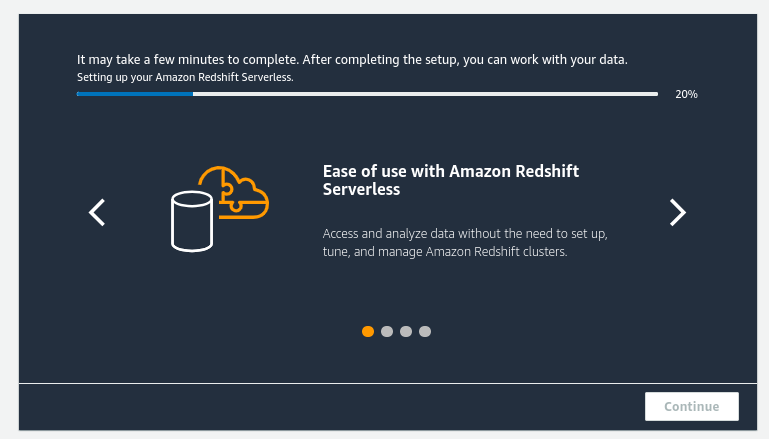 It may take a few minutes to complete. After completing the setup, you can work with your data.
Setting up your Amazon Redshift Serverless.
20%
Ease of use with Amazon Redshift
Serverless
Access and analyze data without the need to set up,
tune, and manage Amazon Redshift clusters.
Continue